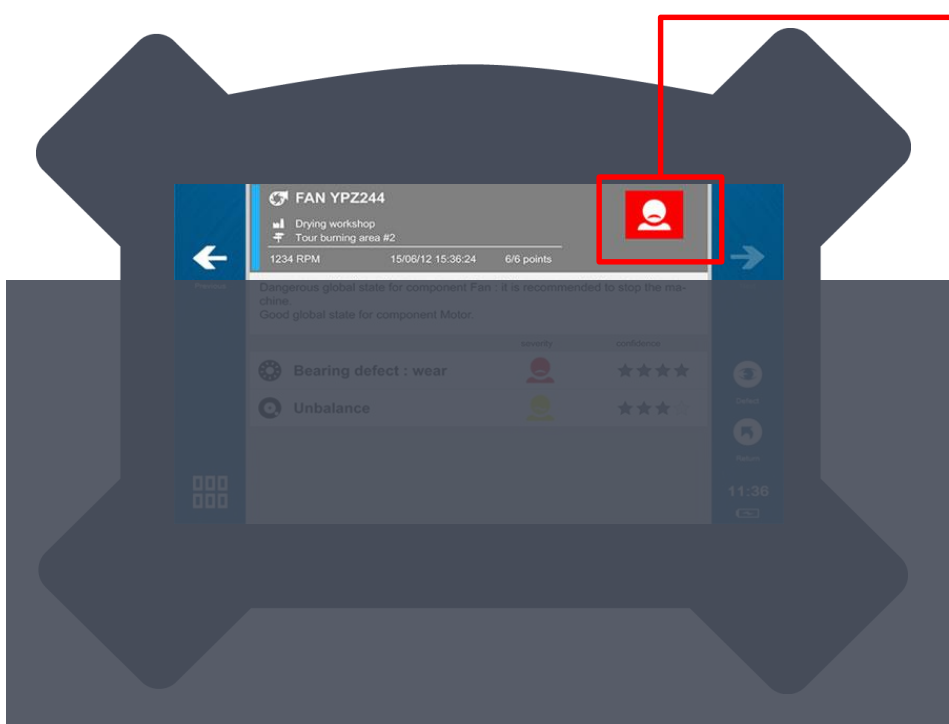 FAN YPZ244
Drying workshop
Tour burning area #2
1234 RPM 15/06/12 15:36:24 6/6 points
Previous
Dangerous global state for component Fan : it is recommended to stop the ma-
chine.
Good global state for component Motor.
severity confidence
Bearing defect : wear
Unbalance
Defect
11:36